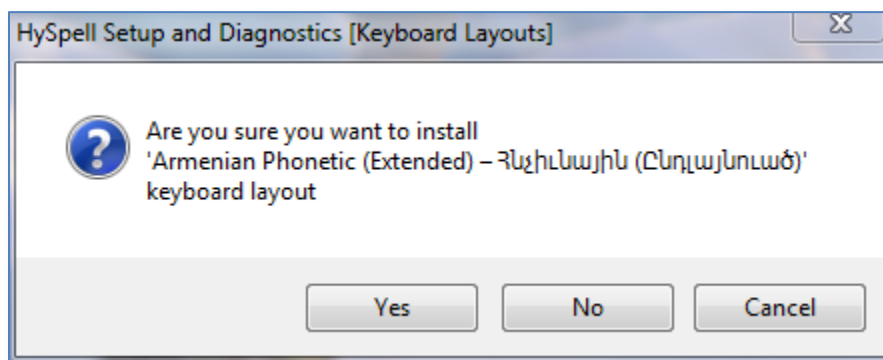 HySpell Setup and Diagnostics [Keyboard Layouts]
Are you sure you want to install
'Armenian Phonetic (Extended) – Հնչիւնային (Ընդլայնուած)'
keyboard layout
Yes
No
Cancel